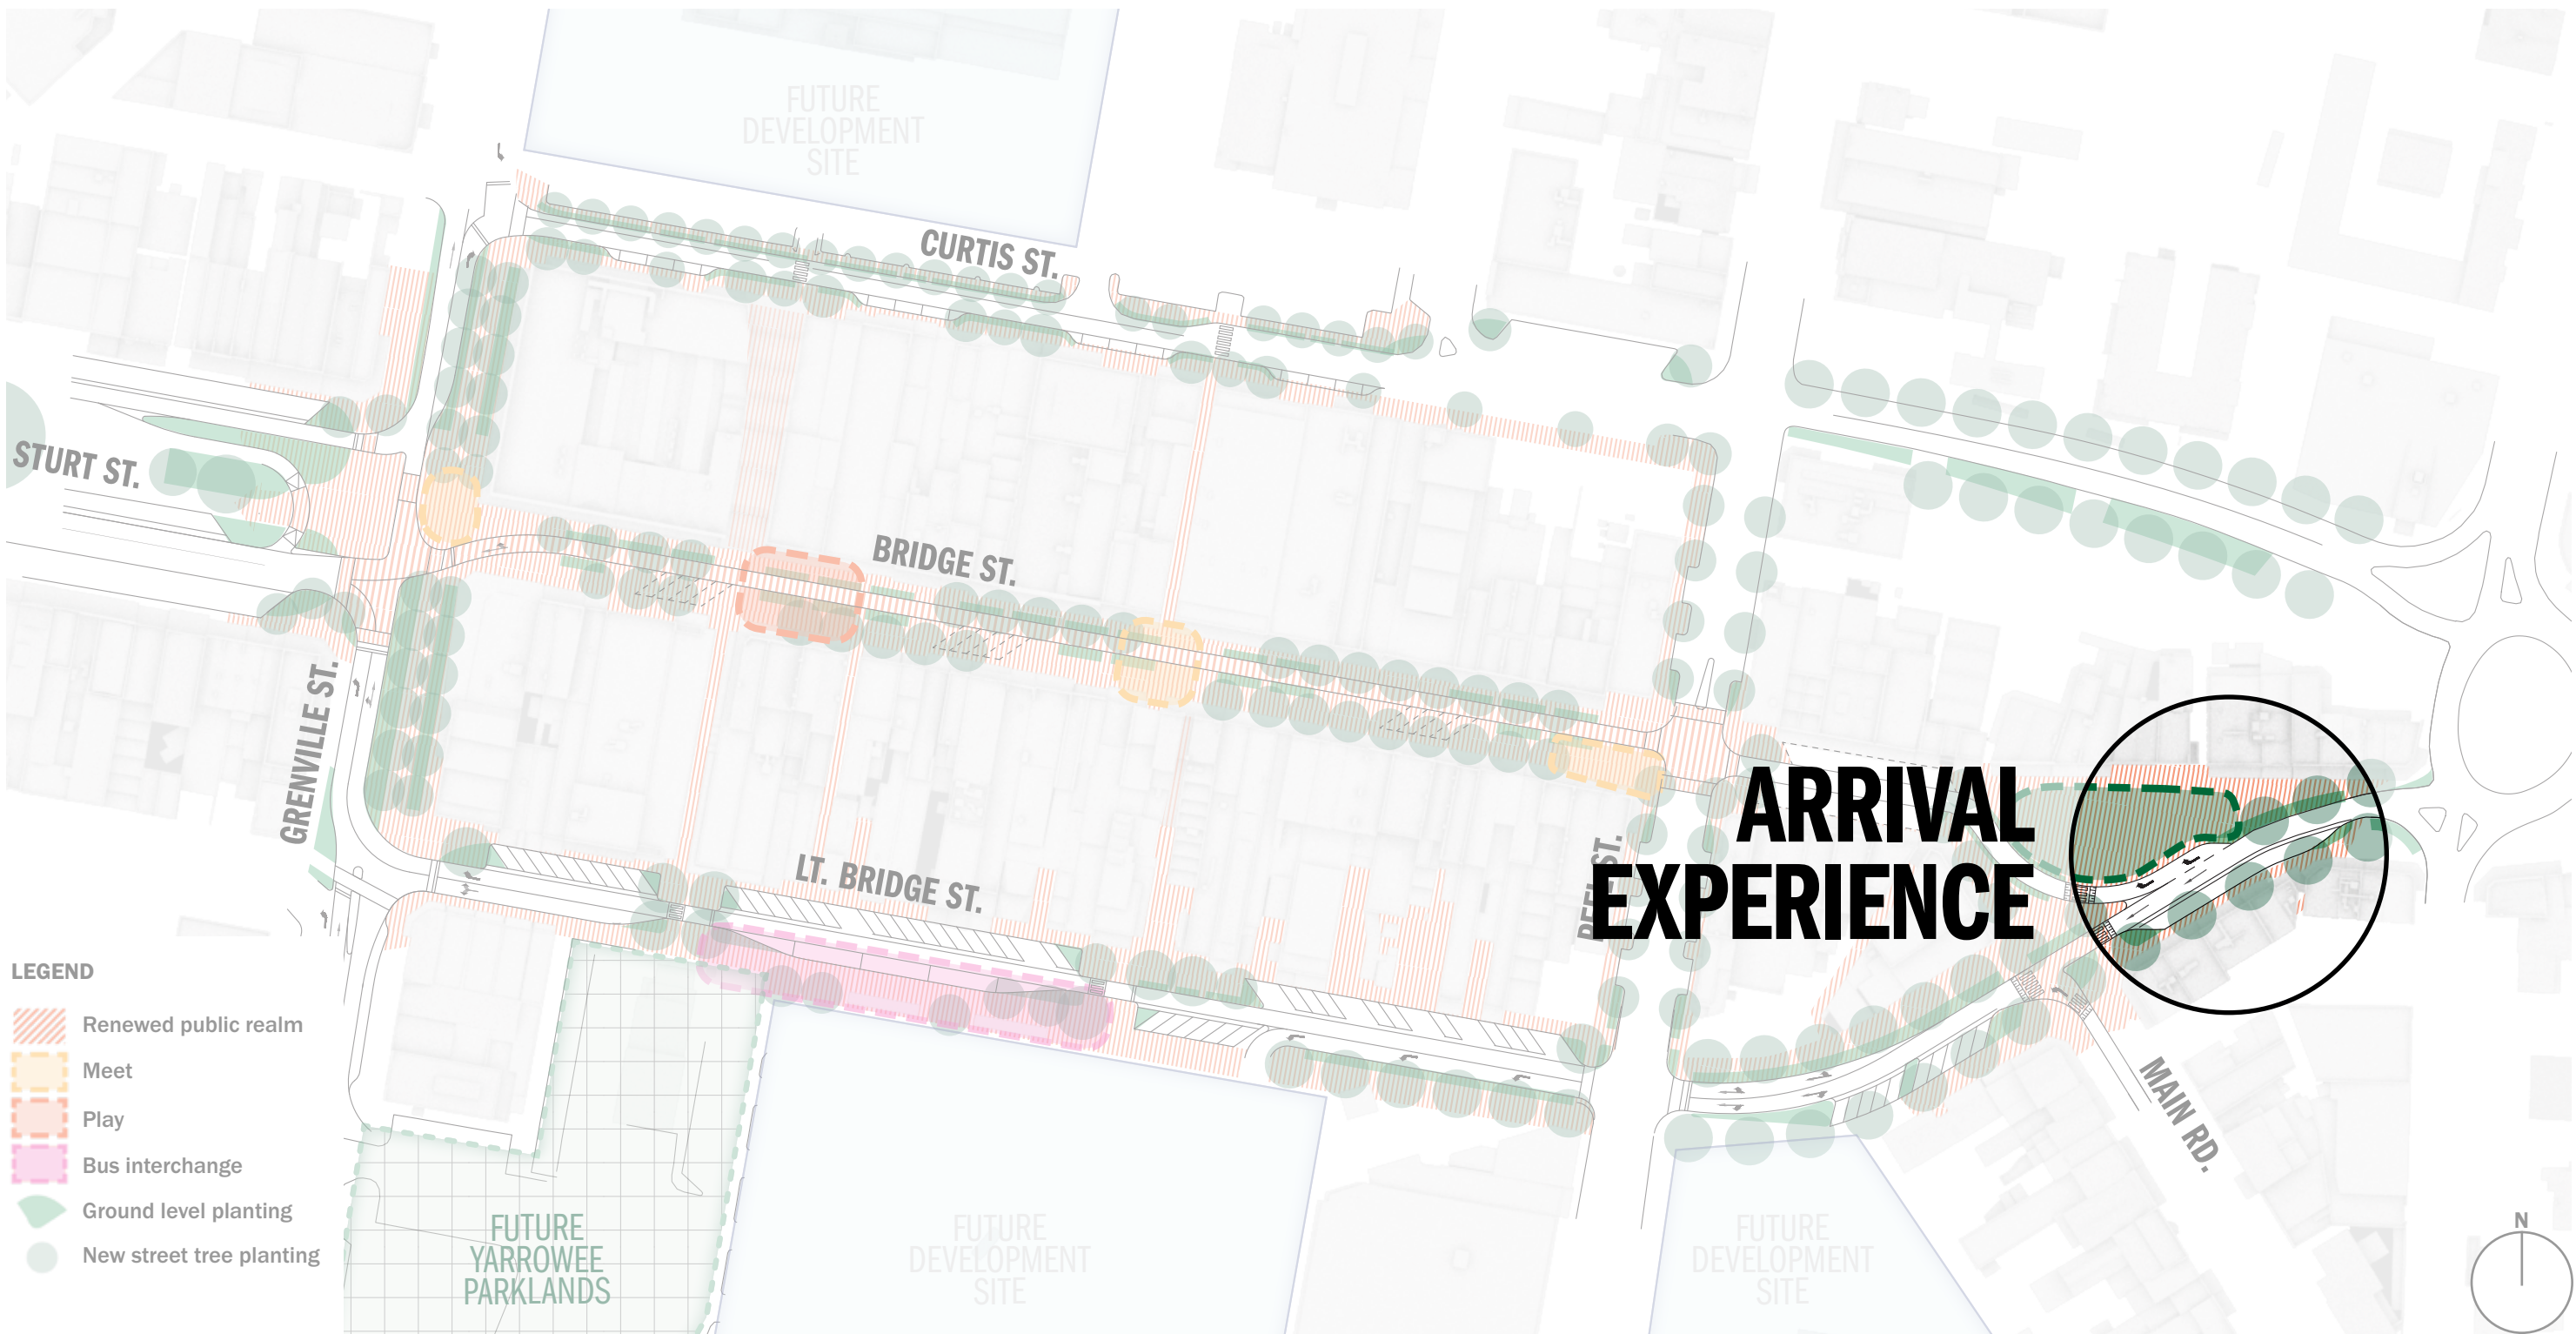 FUTURE
DEVELOPMENT
SITE
CURTIS ST.
STURT ST.
BRIDGE ST.
GRENVILLE ST.
ARRIVAL
EXPERIENCE
LT. BRIDGE ST.
PEEL ST.
MAIN RD.
LEGEND
Renewed public realm
Meet
Play
Bus interchange
Ground level planting
New street tree planting
FUTURE
YARROWEE
PARKLANDS
FUTURE
DEVELOPMENT
SITE
FUTURE
DEVELOPMENT
SITE
N